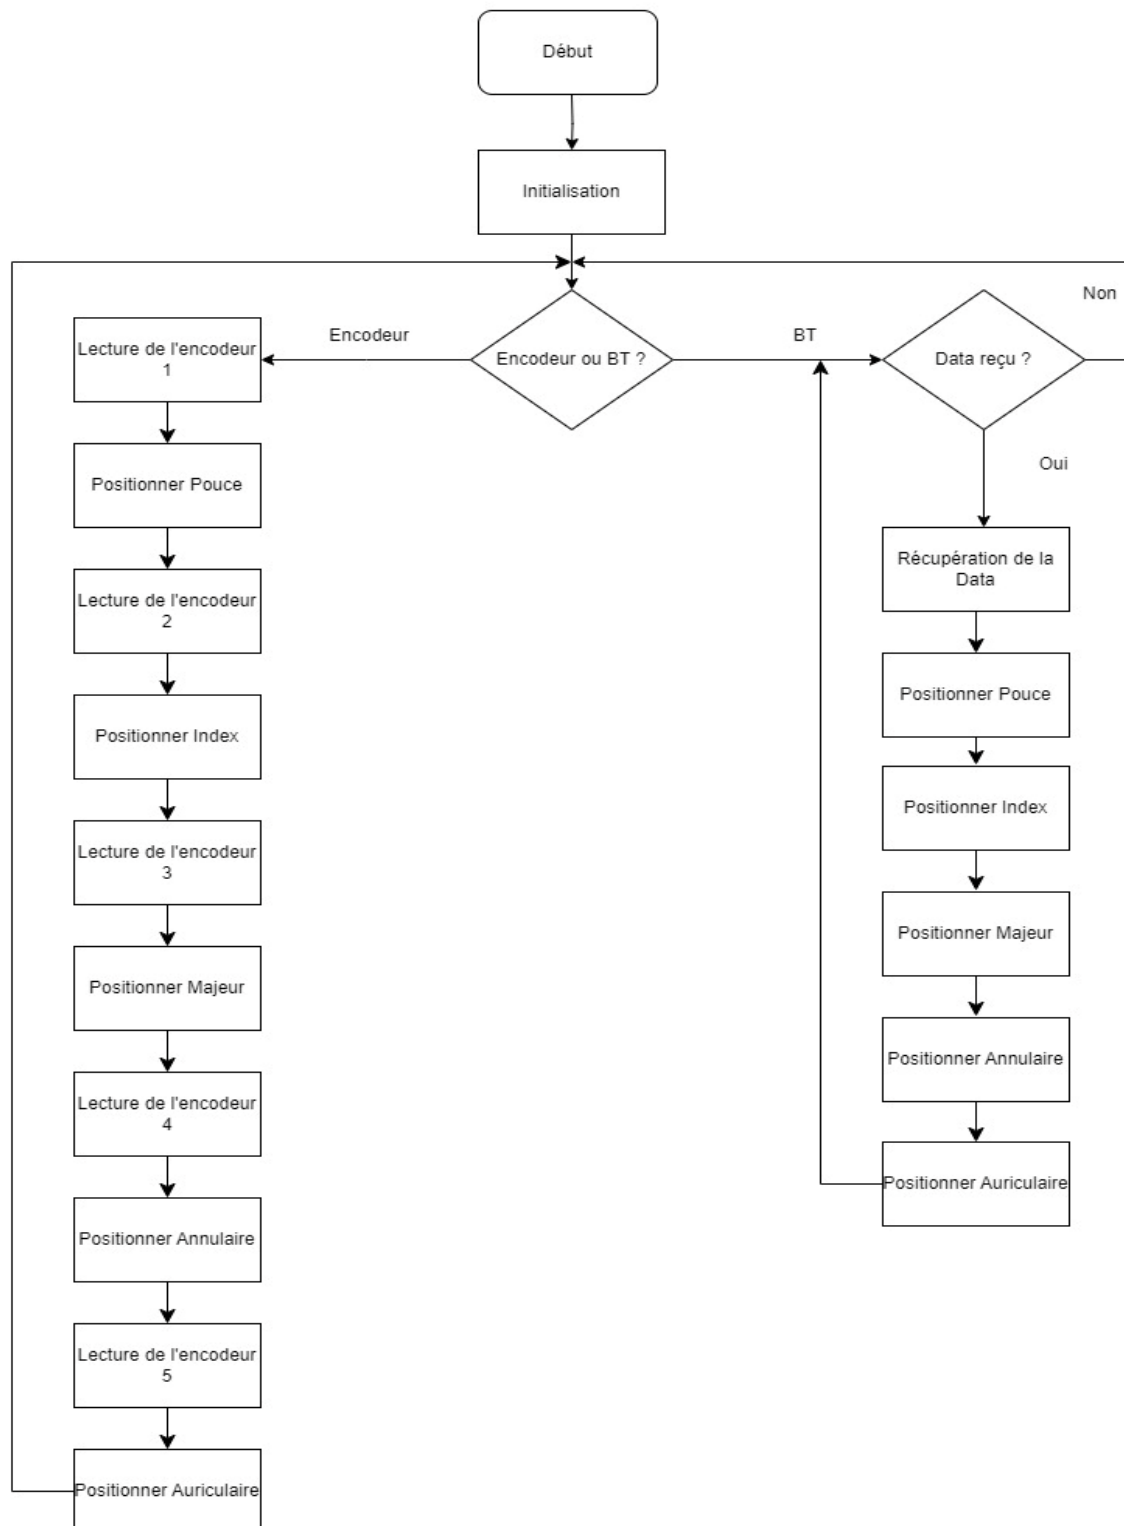 Début
Initialisation
Non
Encodeur
BT
Lecture de l'encodeur
1
Encodeur ou BT ?
Data reçu ?
Oui
Positionner Pouce
Lecture de l'encodeur
2
Positionner Index
Lecture de l'encodeur
3
Positionner Majeur
Lecture de l'encodeur
4
Positionner Annulaire
Lecture de l'encodeur
5
Positionner Auriculaire
Récupération de la
Data
Positionner Pouce
Positionner Index
Positionner Majeur
Positionner Annulaire
Positionner Auriculaire